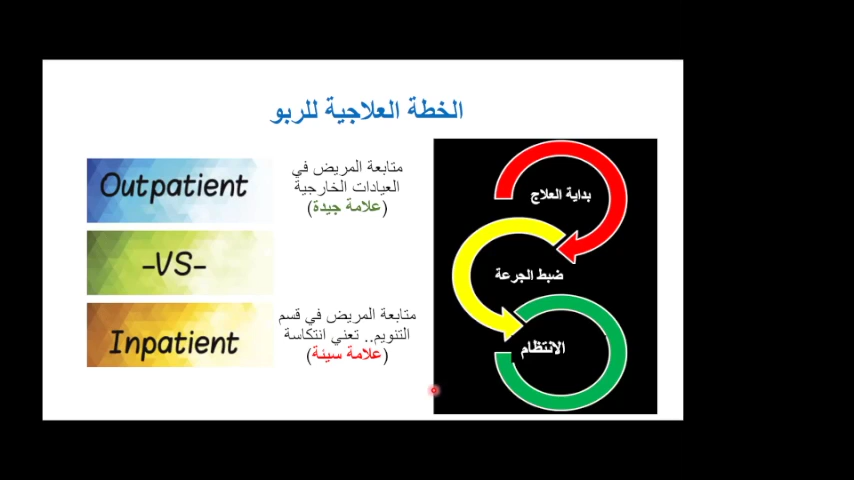 الخطة العلاجية للربو
Outpatient
-VS-
Inpatient
متابعة المريض في
العيادات الخارجية
(علامة جيدة)
متابعة المريض في قسم
التنويم.. تعني انتكاسة
(علامة سيئة)
بداية العلاج
ضبط الجرعة
الانتظام